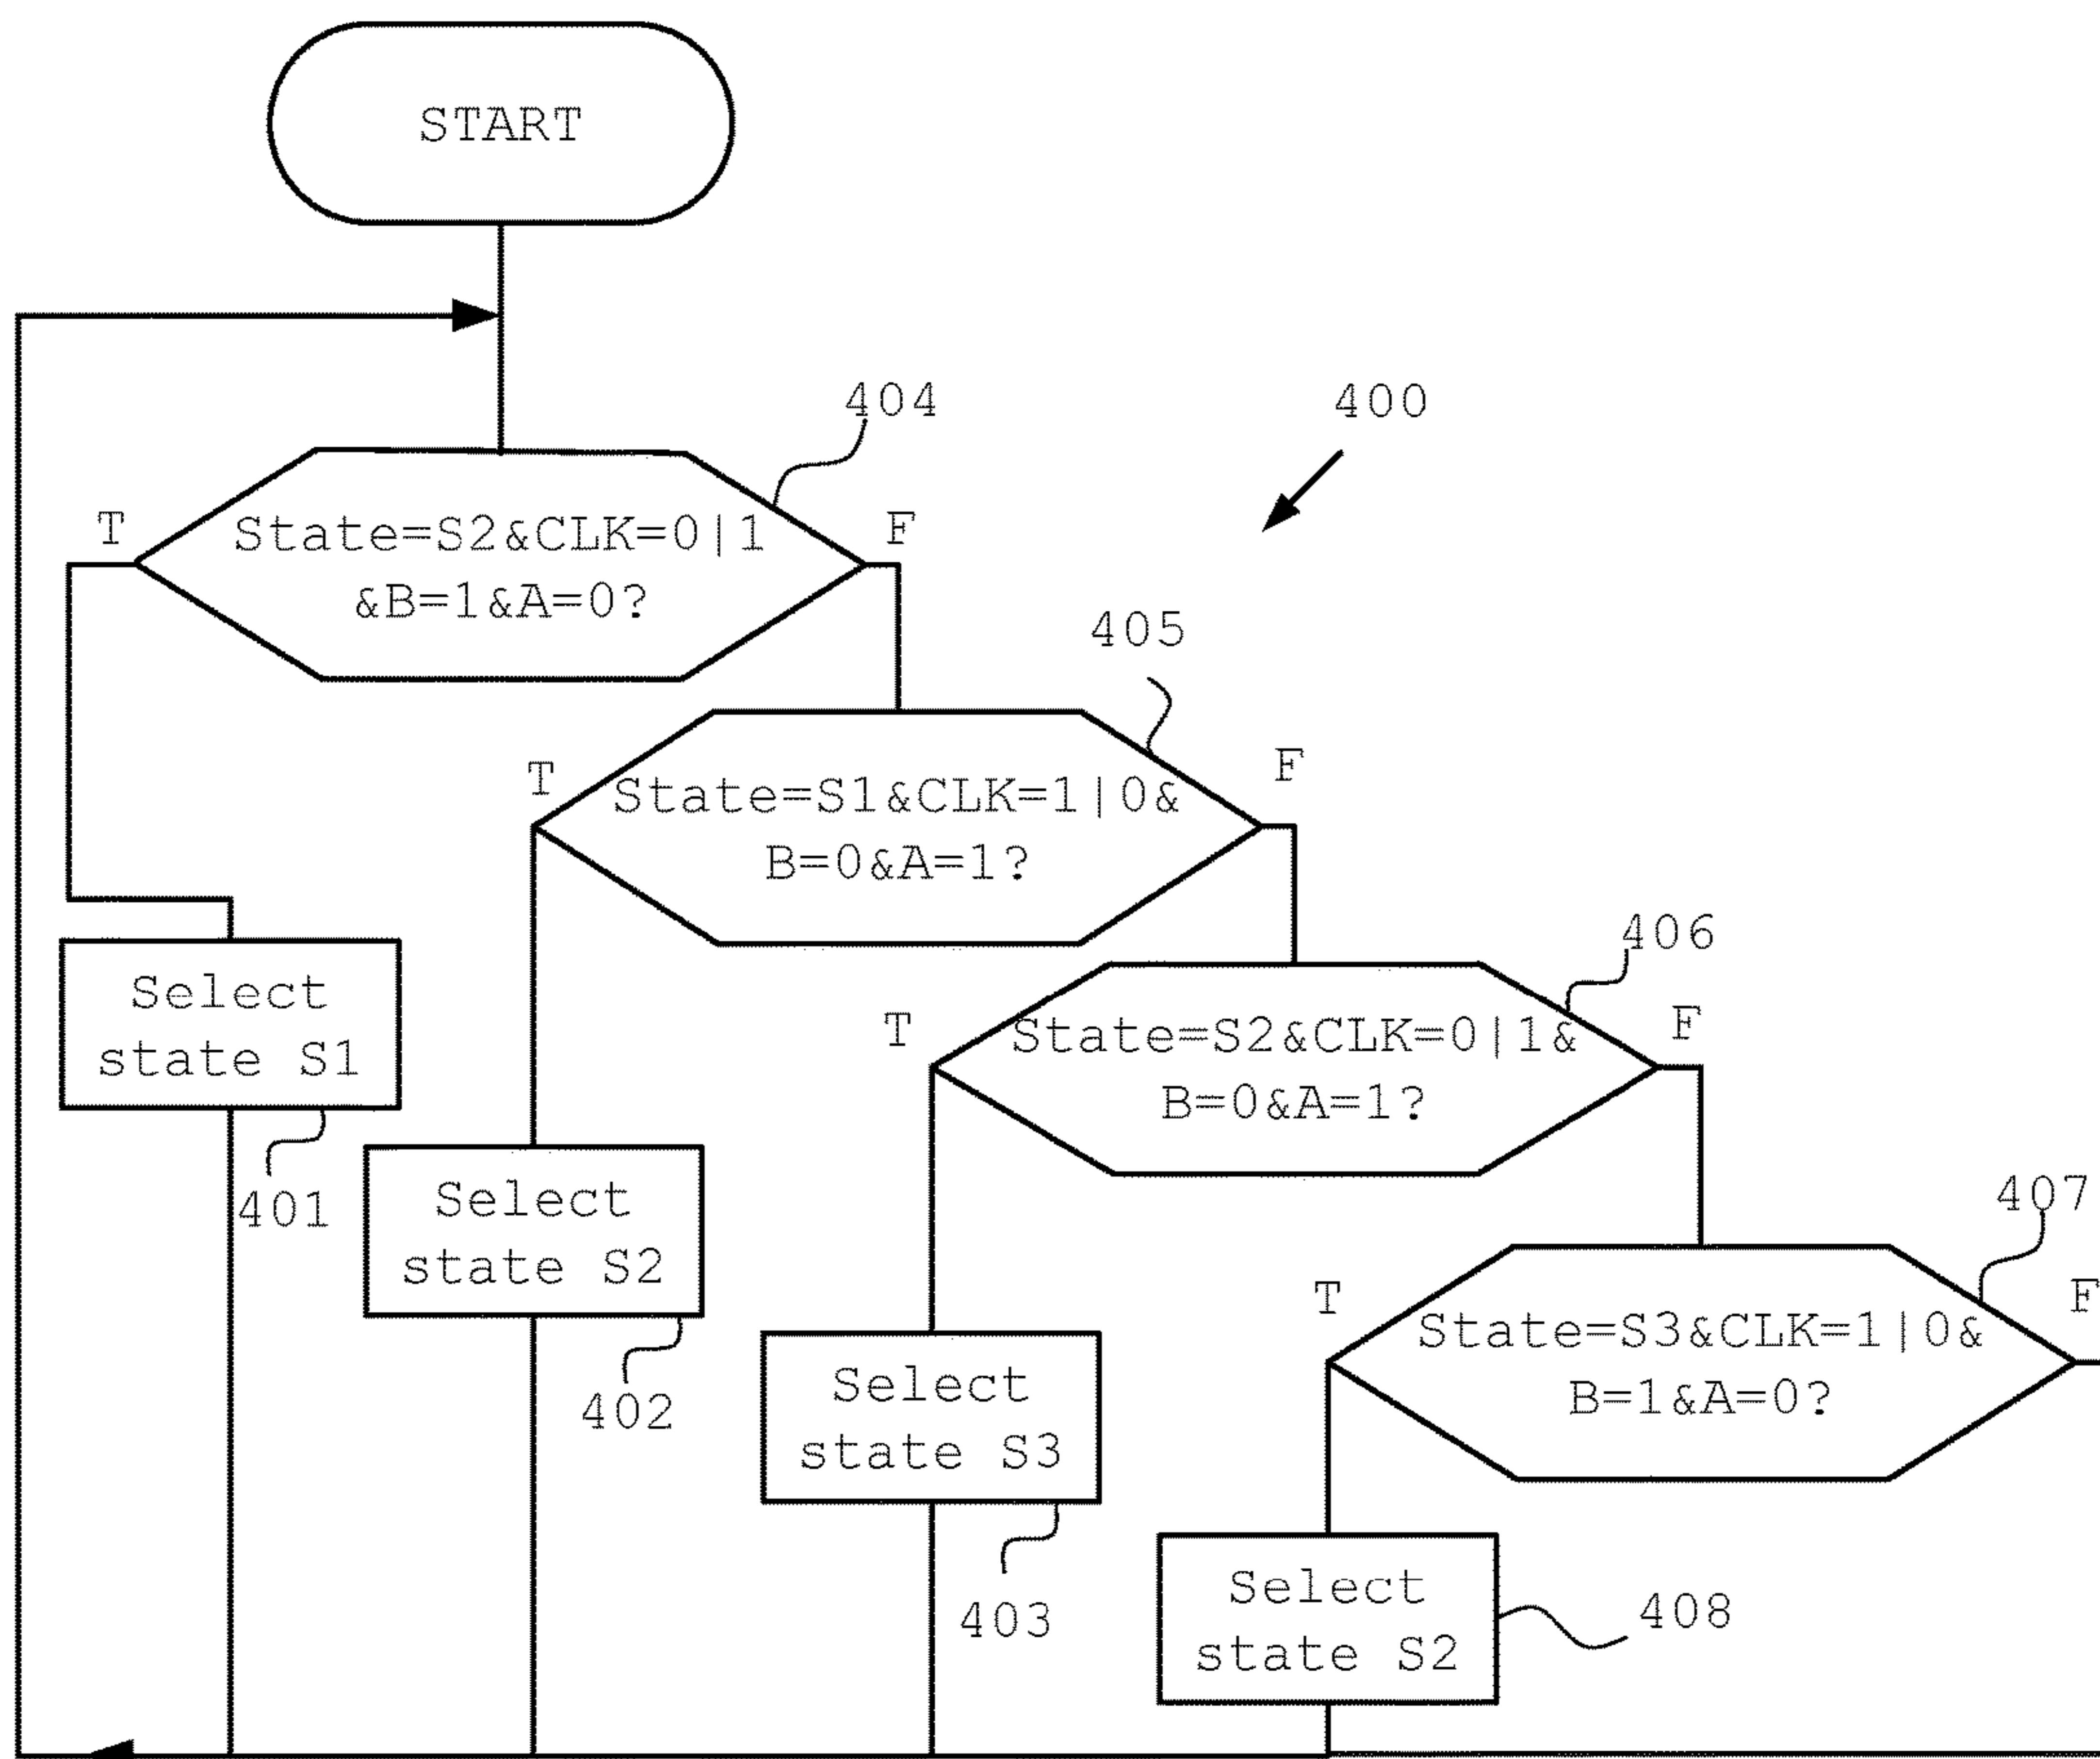 START
404
400
T
State=S2&CLK=0|1
&B=1&A=0?
F
405
T
State=S1&CLK=1|0&
B=0&A=1?
F
406
T
State=S2&CLK=0|1&
B=0&A=1?
F
Select
state S1
401
Select
state S2
402
407
T
State=S3&CLK=1|0&
B=1&A=0?
F
Select
state S3
403
Select
state S2
408